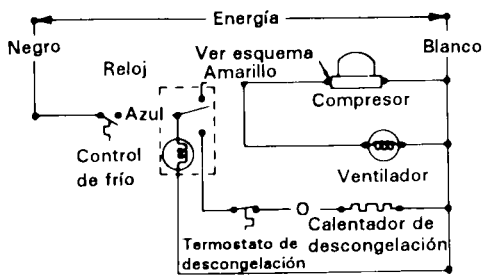 Energía
Negro
Blanco
Ver esquema
Reloj
Amarillo
Compresor
Azul
Control
de frío
Ventilador
O
Termostato de
descongelación
Calentador de
descongelación